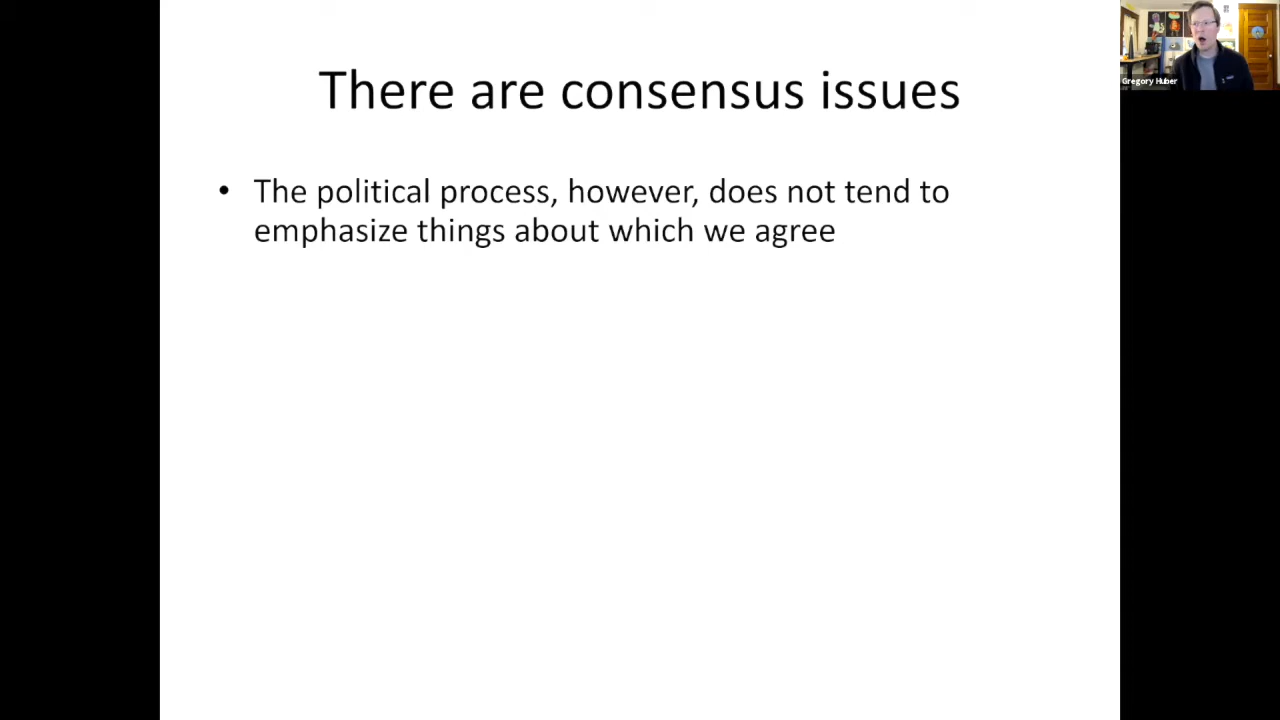 There are consensus issues
• The political process, however, does not tend to
emphasize things about which we agree
Gregory Huber